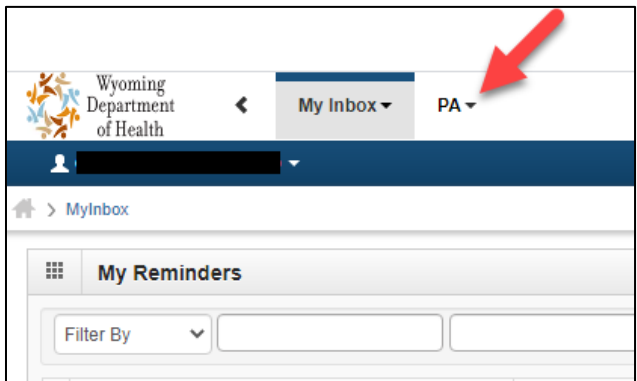 Wyoming
Department
of Health
My Inbox
PA
MyInbox
My Reminders
Filter By